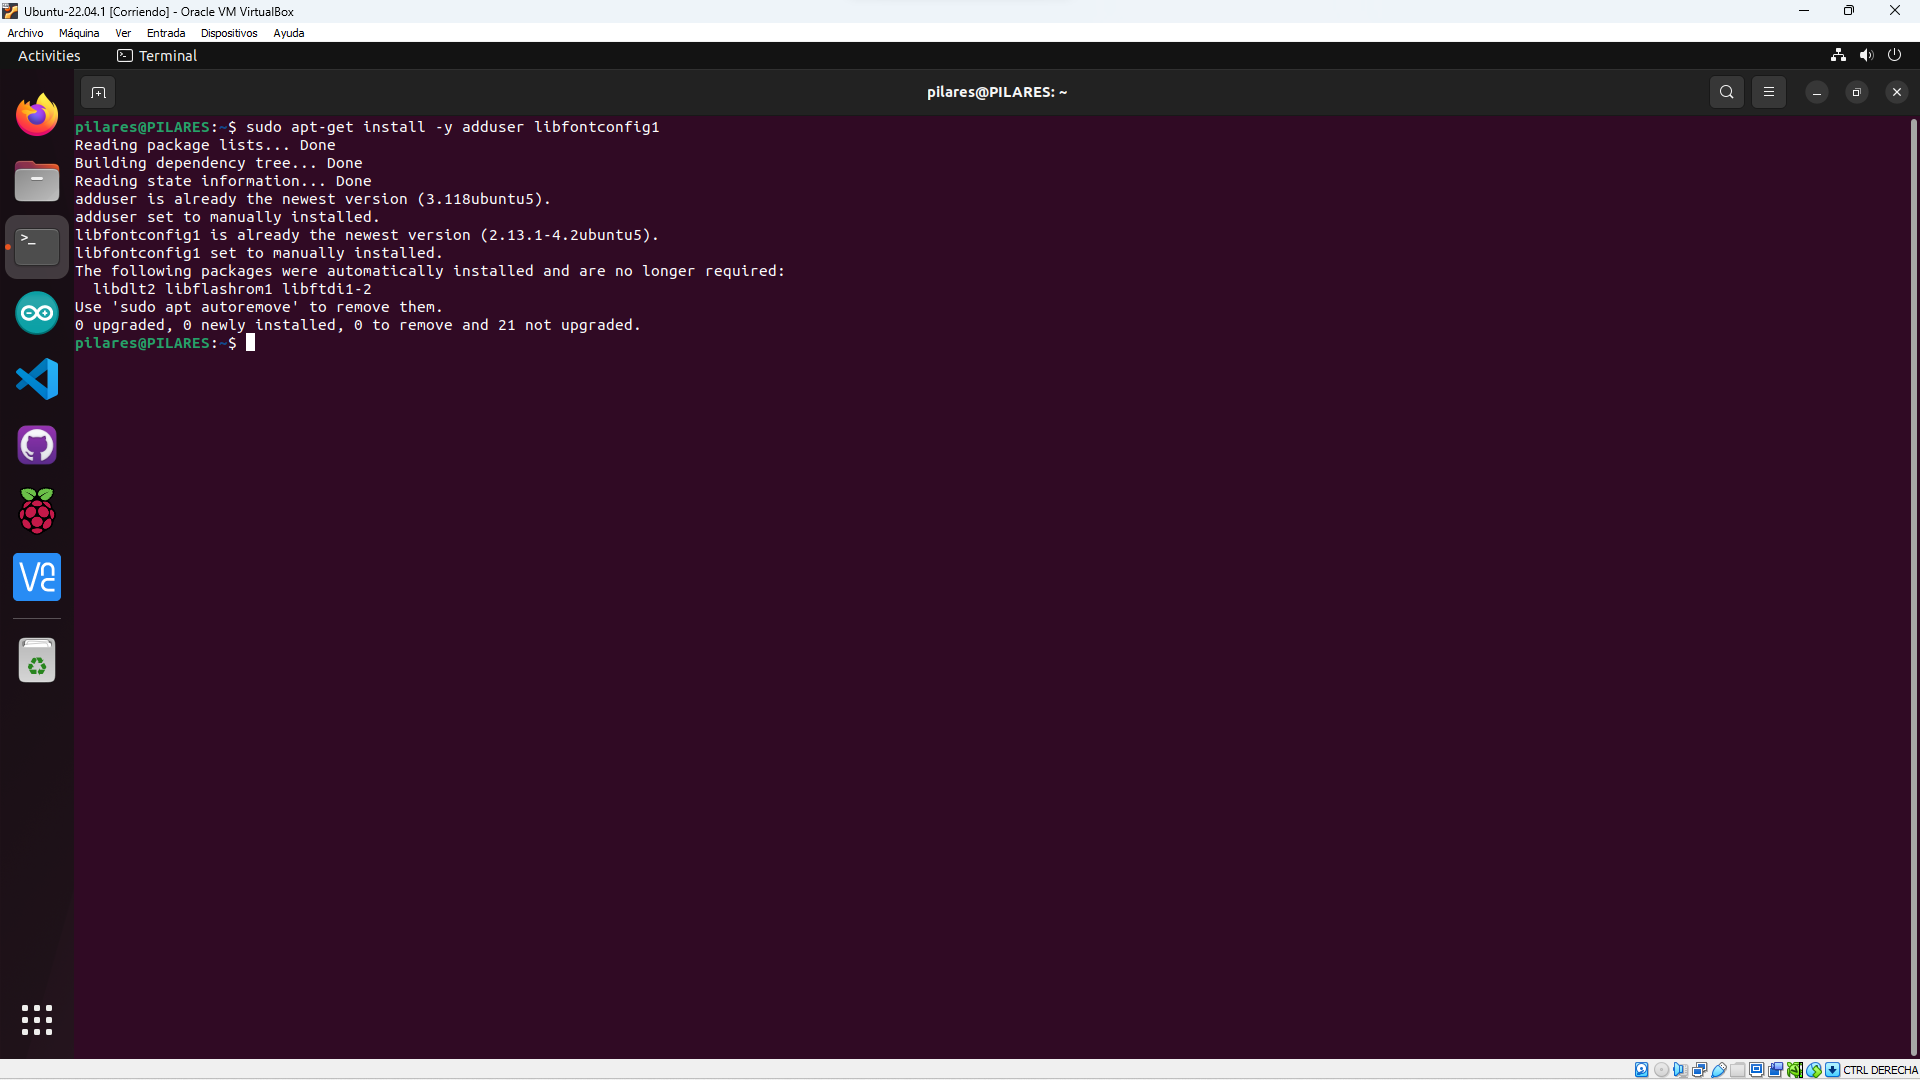 Ubuntu-22.04.1 [Corriendo] - Oracle VM VirtualBox
Archivo Máquina Ver Entrada Dispositivos Ayuda
Activities Terminal
pilares@PILARES: ~
pilares@PILARES:~$ sudo apt-get install -y adduser libfontconfig1
Reading package lists... Done
Building dependency tree... Done
Reading state information... Done
adduser is already the newest version (3.118ubuntu5).
adduser set to manually installed.
libfontconfig1 is already the newest version (2.13.1-4.2ubuntu5).
libfontconfig1 set to manually installed.
The following packages were automatically installed and are no longer required:
  libdlt2 libflashrom1 libftdi1-2
Use 'sudo apt autoremove' to remove them.
0 upgraded, 0 newly installed, 0 to remove and 21 not upgraded.
pilares@PILARES:~$
CTRL DERECHA